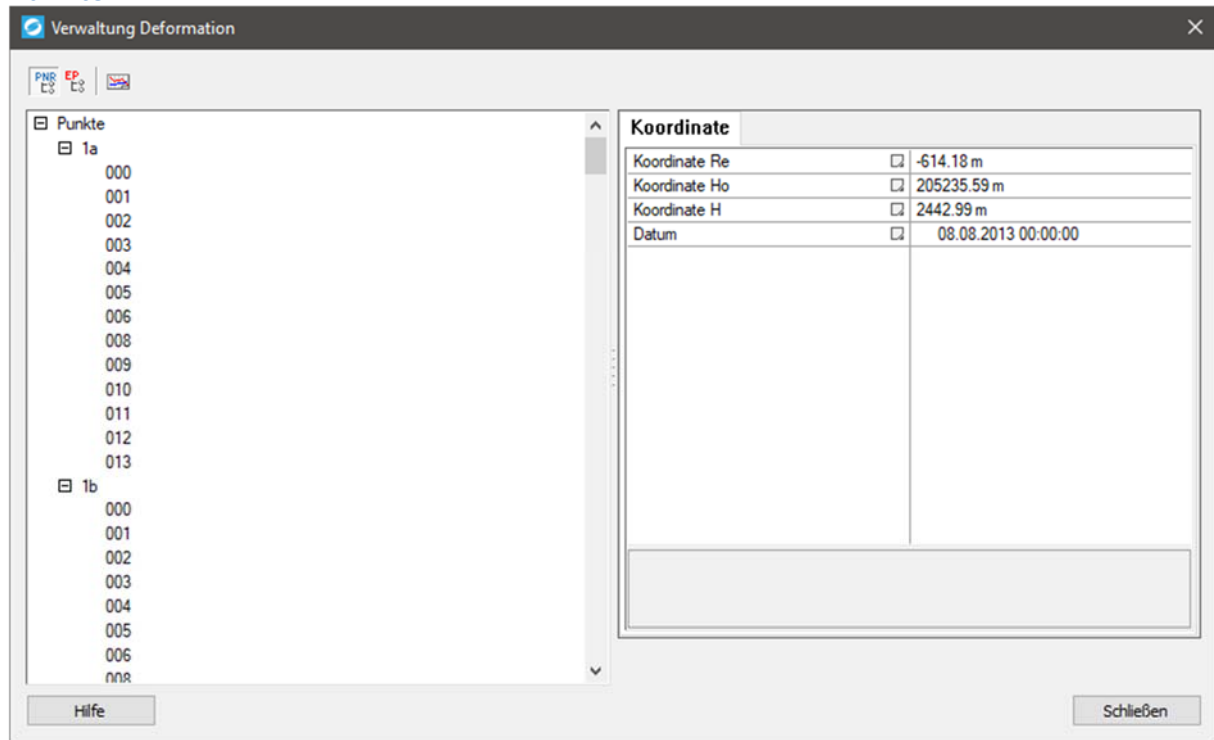 Verwaltung Deformation
PNR EP
Punkte
1a
000
001
002
003
004
005
006
008
009
010
011
012
013
1b
000
001
002
003
004
005
006
008
Koordinate
Koordinate Re -614.18 m
Koordinate Ho 205235.59 m
Koordinate H 2442.99 m
Datum 08.08.2013 00:00:00
Hilfe
Schließen